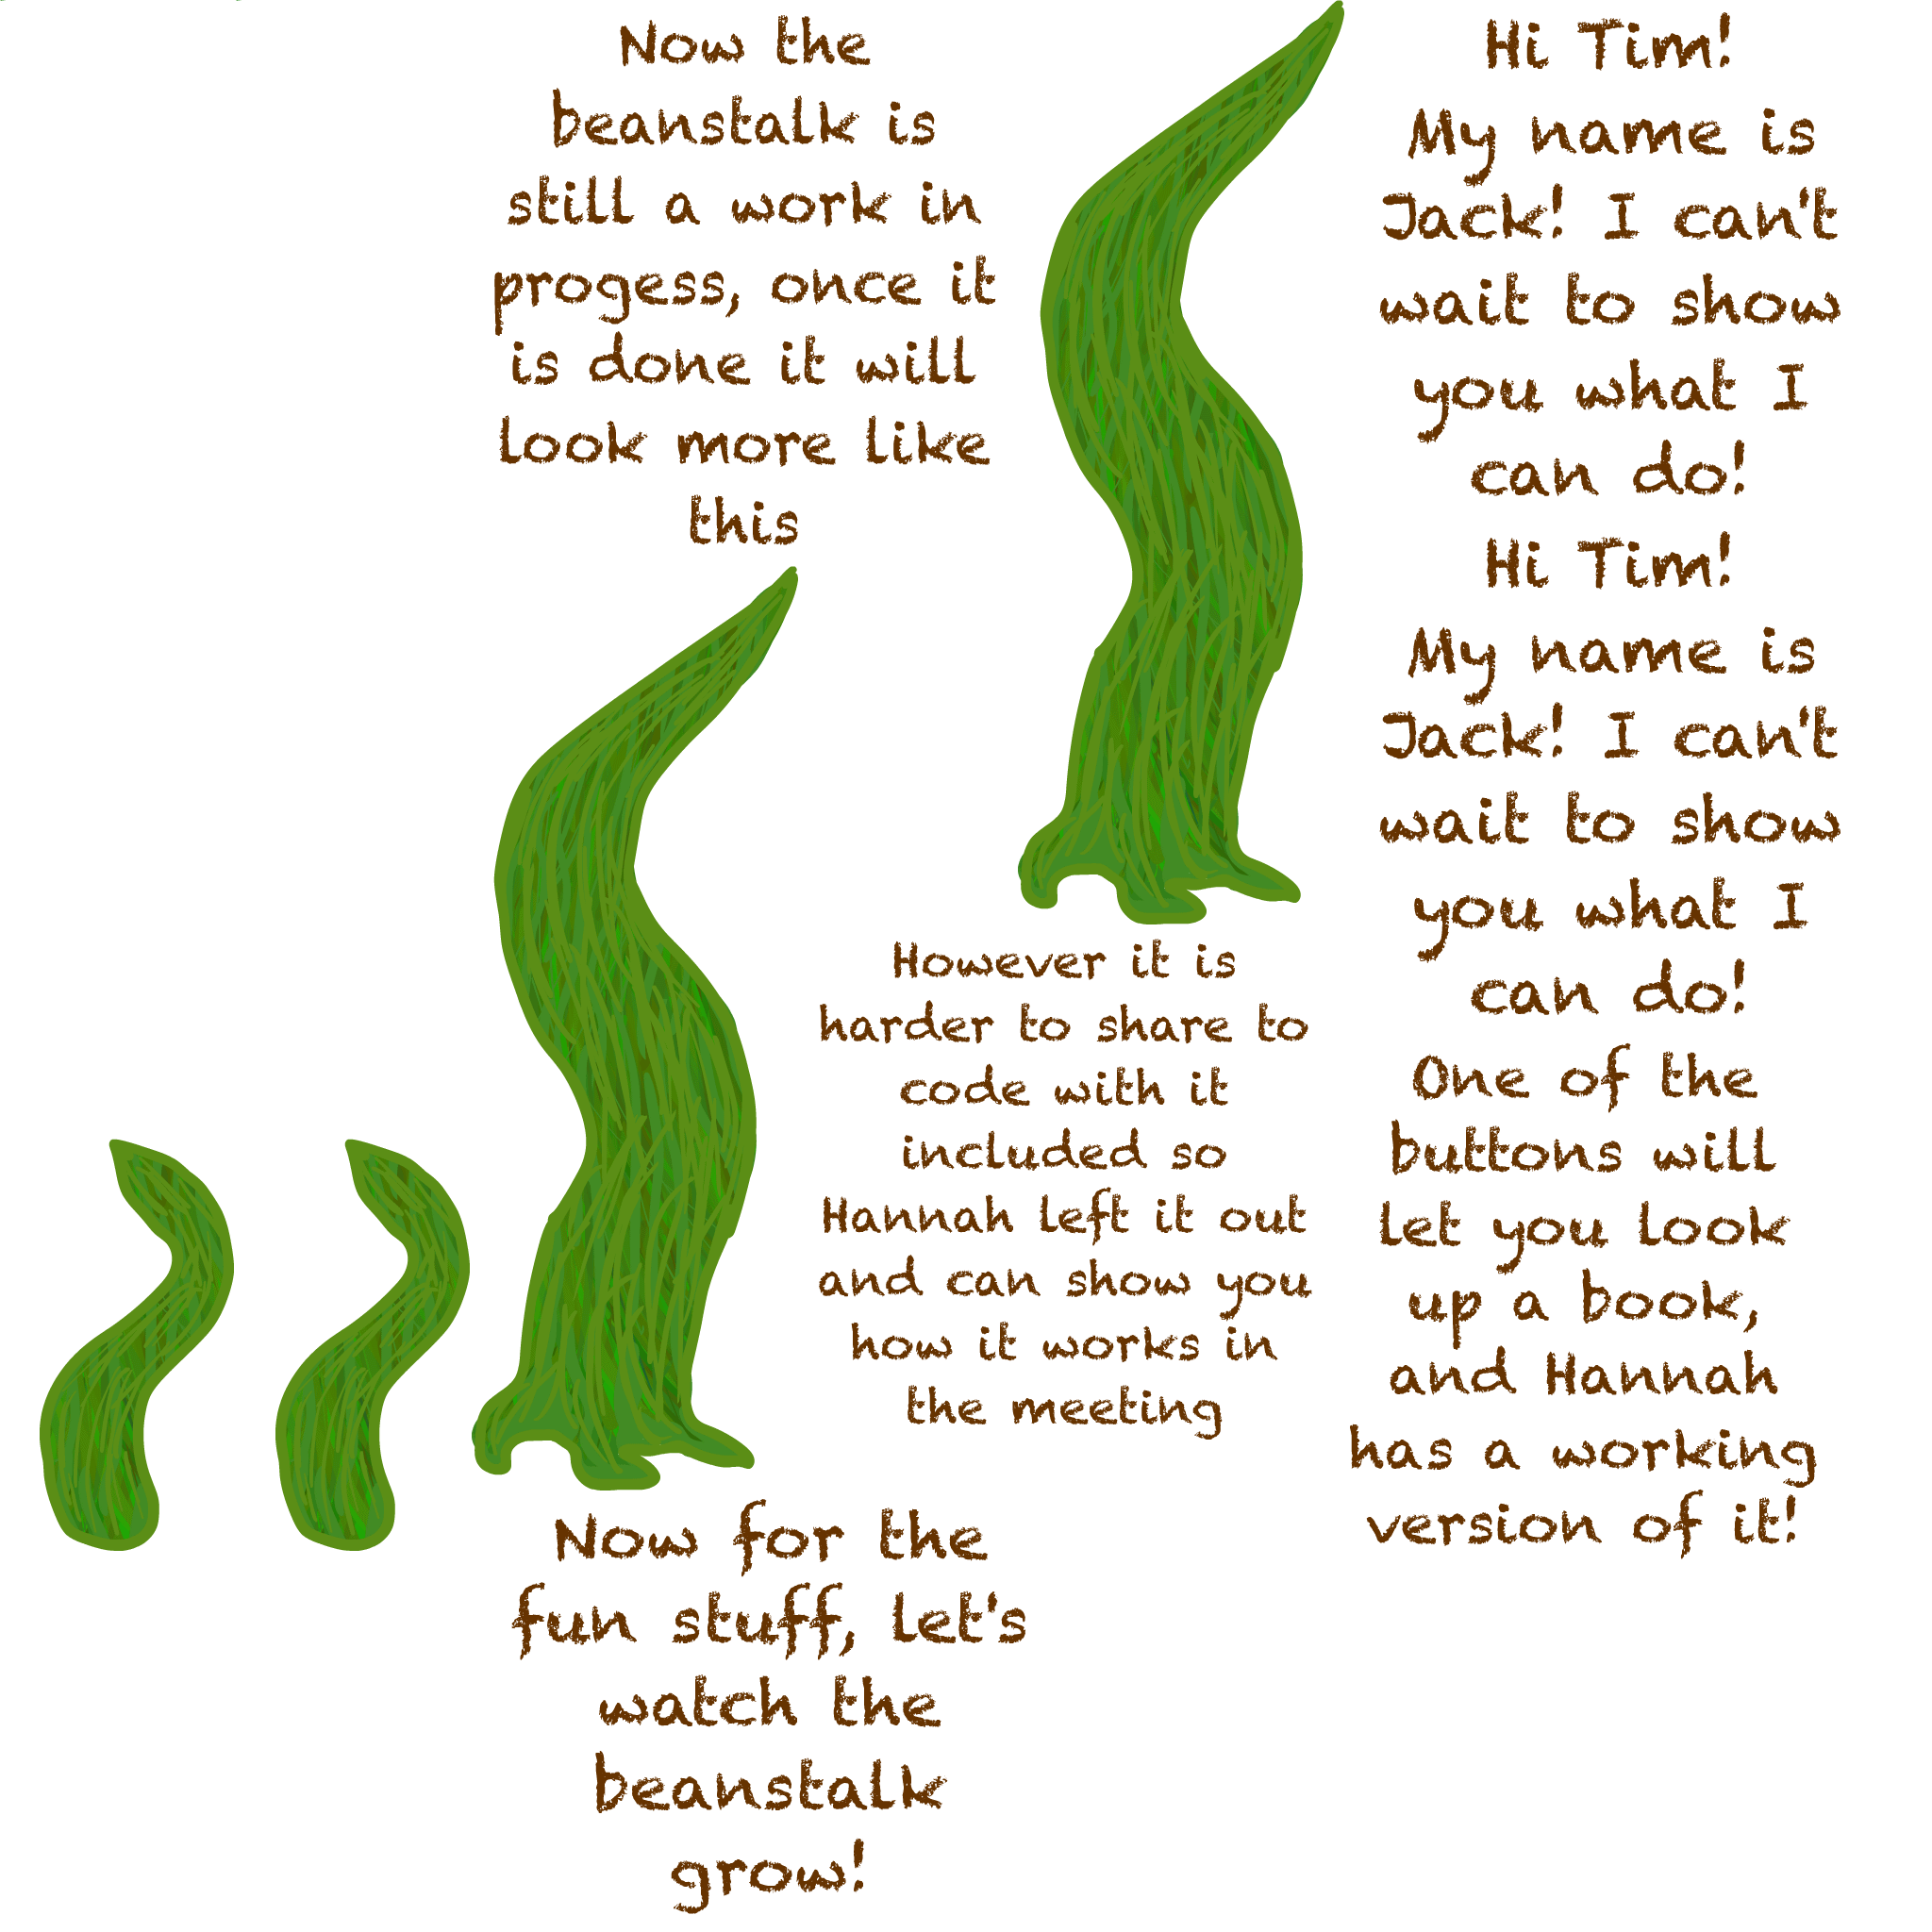 Now the
beanstalk is
still a work in
progess, once it
is done it will
look more like
this
However it is
harder to share to
code with it
included so
Hannah left it out
and can show you
how it works in
the meeting
Now for the
fun stuff, let's
watch the
beanstalk
grow!
Hi Tim!
My name is
Jack! I can't
wait to show
you what I
can do!
Hi Tim!
My name is
Jack! I can't
wait to show
you what I
can do!
One of the
buttons will
let you look
up a book,
and Hannah
has a working
version of it!